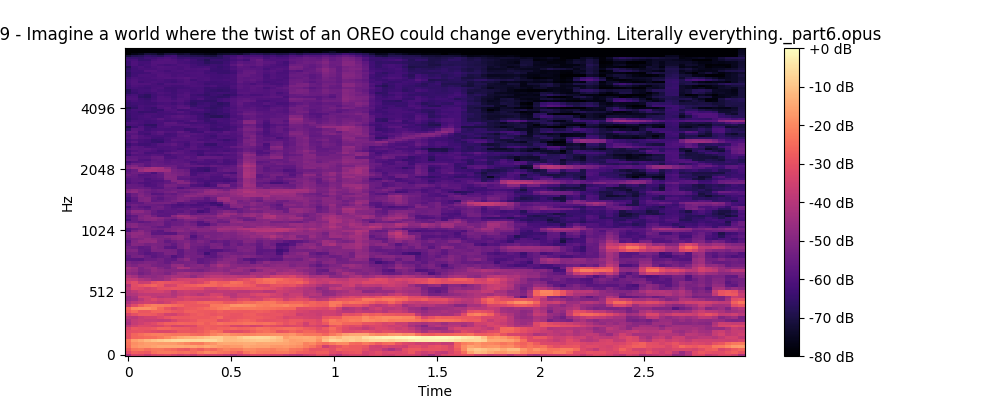 9 - Imagine a world where the twist of an OREO could change everything. Literally everything._part6.opus
+0 dB
-10 dB
-20 dB
-30 dB
-40 dB
-50 dB
-60 dB
-70 dB
-80 dB
Hz
4096
2048
1024
512
0
0 0.5 1 1.5 2 2.5
Time